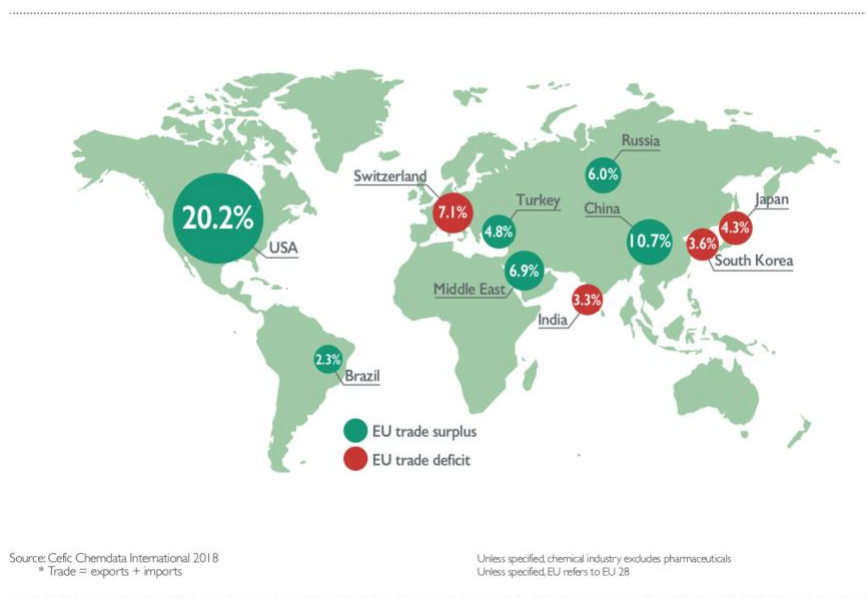 Russia
6.0%
Switzerland
7.1%
Turkey
4.8%
China
10.7%
Japan
4.3%
3.6%
South Korea
20.2%
USA
6.9%
Middle East
3.3%
India
2.3%
Brazil
EU trade surplus
EU trade deficit
Source: Cefic Chemdata International 2018
* Trade = exports + imports
Unless specified, chemical industry excludes pharmaceuticals
Unless specified, EU refers to EU 28